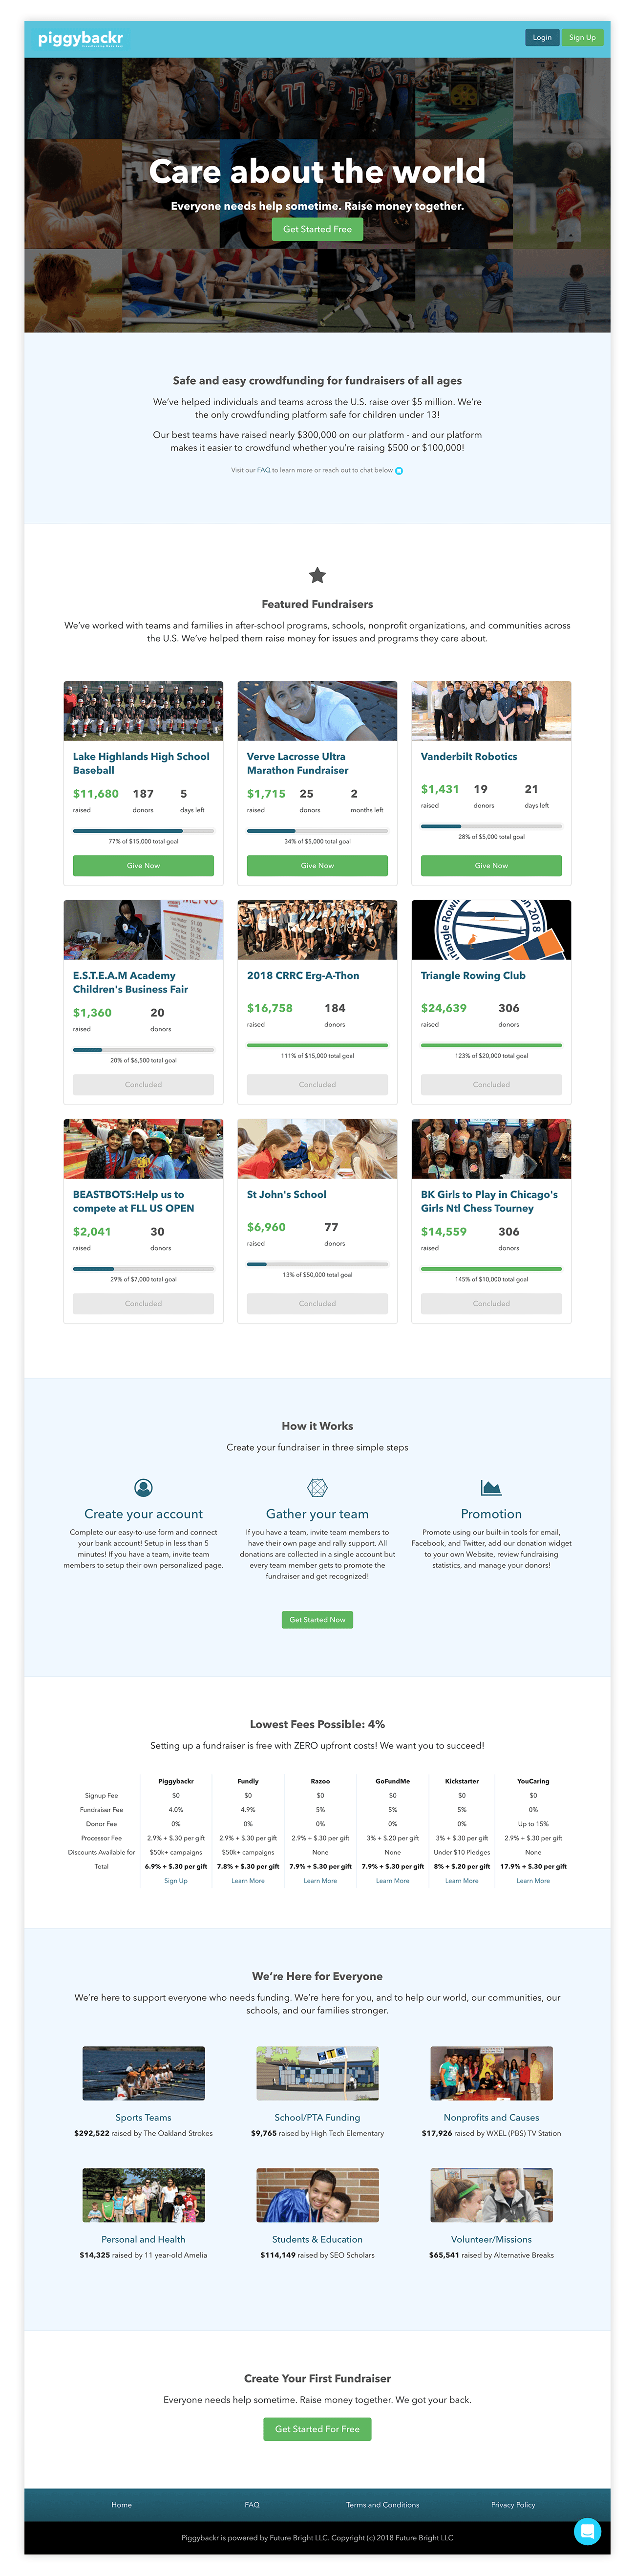 piggybackr
Login
Sign Up
Care about the world
Everyone needs help sometime. Raise money together.
Get Started Free
Safe and easy crowdfunding for fundraisers of all ages
We've helped individuals and teams across the U.S. raise over $5 million. We're
the only crowdfunding platform safe for children under 13!
Our best teams have raised nearly $300,000 on our platform - and our platform
makes it easier to crowdfund whether you're raising $500 or $100,000!
Visit our FAQ to learn more or reach out to chat below
Featured Fundraisers
We've worked with teams and families in after-school programs, schools, nonprofit organizations, and communities across
the U.S. We've helped them raise money for issues and programs they care about.
Lake Highlands High School
Baseball
$11,680 187 5
raised donors days left
77% of $15,000 total goal
Give Now
Verve Lacrosse Ultra
Marathon Fundraiser
$1,715 25 2
raised donors months left
34% of $5,000 total goal
Give Now
Vanderbilt Robotics
$1,431 19 21
raised donors days left
28% of $5,000 total goal
Give Now
E.S.T.E.A.M Academy
Children's Business Fair
$1,360 20
raised donors
20% of $6,500 total goal
Concluded
2018 CRRC Erg-A-Thon
$16,758 184
raised donors
111% of $15,000 total goal
Concluded
Triangle Rowing Club
$24,639 306
raised donors
123% of $20,000 total goal
Concluded
BEASTBOTS:Help us to
compete at FLL US OPEN
$2,041 30
raised donors
29% of $7,000 total goal
Concluded
St John's School
$6,960 77
raised donors
13% of $50,000 total goal
Concluded
BK Girls to Play in Chicago's
Girls Ntl Chess Tourney
$14,559 306
raised donors
145% of $10,000 total goal
Concluded
How it Works
Create your fundraiser in three simple steps
Create your account
Complete our easy-to-use form and connect
your bank account! Setup in less than 5
minutes! If you have a team, invite team
members to setup their own personalized page.
Gather your team
If you have a team, invite team members to
have their own page and rally support. All
donations are collected in a single account but
every team member gets to promote the
fundraiser and get recognized!
Promotion
Promote using our built-in tools for email,
Facebook, and Twitter, add our donation widget
to your own Website, review fundraising
statistics, and manage your donors!
Get Started Now
Lowest Fees Possible: 4%
Setting up a fundraiser is free with ZERO upfront costs! We want you to succeed!
Piggybackr Fundly Razoo GoFundMe Kickstarter YouCaring
Signup Fee $0 $0 $0 $0 $0 $0
Fundraiser Fee 4.0% 4.9% 5% 5% 5% 0%
Donor Fee 0% 0% 0% 0% 0% Up to 15%
Processor Fee 2.9% + $.30 per gift 2.9% + $.30 per gift 2.9% + $.30 per gift 3% + $.20 per gift 3% + $.30 per gift 2.9% + $.30 per gift
Discounts Available for $50k+ campaigns $50k+ campaigns None None Under $10 Pledges None
Total 6.9% + $.30 per gift 7.8% + $.30 per gift 7.9% + $.30 per gift 7.9% + $.30 per gift 8% + $.20 per gift 17.9% + $.30 per gift
Sign Up Learn More Learn More Learn More Learn More Learn More
We're Here for Everyone
We're here to support everyone who needs funding. We're here for you, and to help our world, our communities, our
schools, and our families stronger.
Sports Teams
$292,522 raised by The Oakland Strokes
School/PTA Funding
$9,765 raised by High Tech Elementary
Nonprofits and Causes
$17,926 raised by WXEL (PBS) TV Station
Personal and Health
$14,325 raised by 11 year-old Amelia
Students & Education
$114,149 raised by SEO Scholars
Volunteer/Missions
$65,541 raised by Alternative Breaks
Create Your First Fundraiser
Everyone needs help sometime. Raise money together. We got your back.
Get Started For Free
Home FAQ Terms and Conditions Privacy Policy
Piggybackr is powered by Future Bright LLC. Copyright (c) 2018 Future Bright LLC